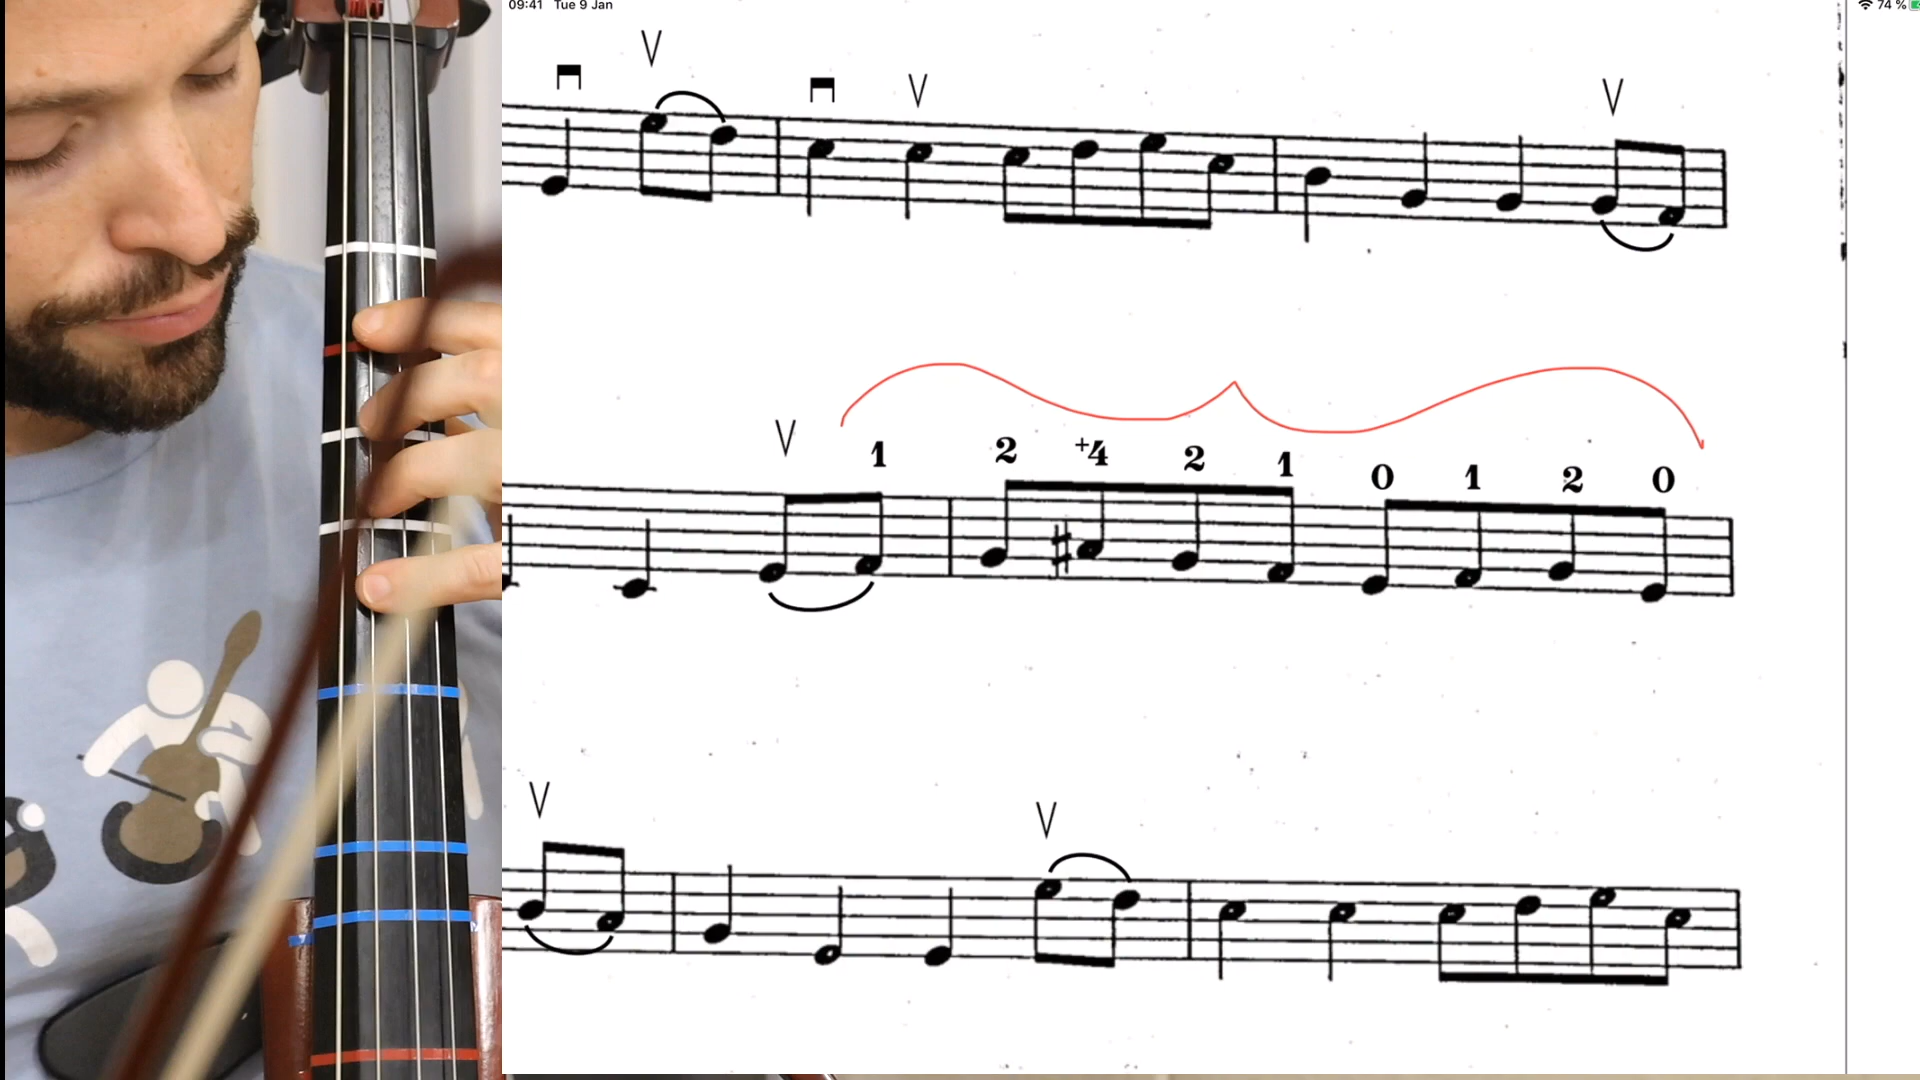 09:41 Tue 9 Jan 74 %
V
V V
V 1 2 +4 2 1 0 1 2 0
V V